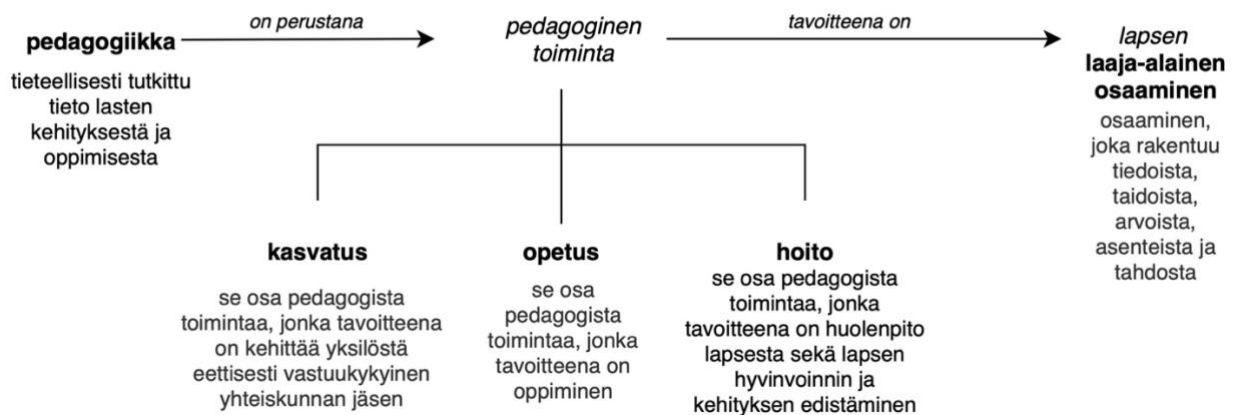 pedagogiikka
tieteellisesti tutkittu
tieto lasten
kehityksestä ja
oppimisesta
on perustana
pedagoginen
toiminta
tavoitteena on
lapsen
laaja-alainen
osaaminen
osaaminen,
joka rakentuu
tiedoista,
taidoista,
arvoista,
asenteista ja
tahdosta
kasvatus
se osa pedagogista
toimintaa, jonka tavoitteena
on kehittää yksilöstä
eettisesti vastuukykyinen
yhteiskunnan jäsen
opetus
se osa
pedagogista
toimintaa, jonka
tavoitteena on
oppiminen
hoito
se osa pedagogista
toimintaa, jonka
tavoitteena on huolenpito
lapsesta sekä lapsen
hyvinvoinnin ja
kehityksen edistäminen